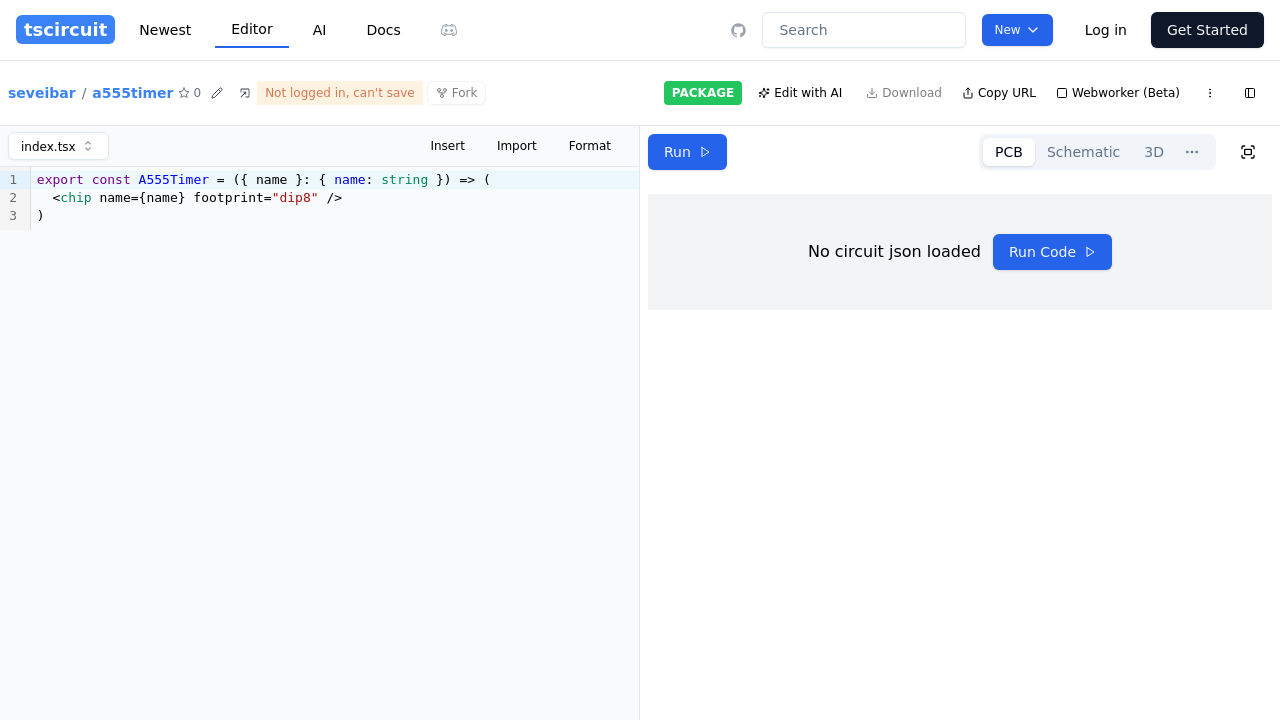 tscircuit Newest Editor AI Docs Search New Log in Get Started
seveibar / a555timer 0 Not logged in, can't save Fork PACKAGE Edit with AI Download Copy URL Webworker (Beta)
index.tsx Insert Import Format
Run PCB Schematic 3D
1 export const A555Timer = ({ name }: { name: string }) => (
2 <chip name={name} footprint="dip8" />
3 )
No circuit json loaded Run Code